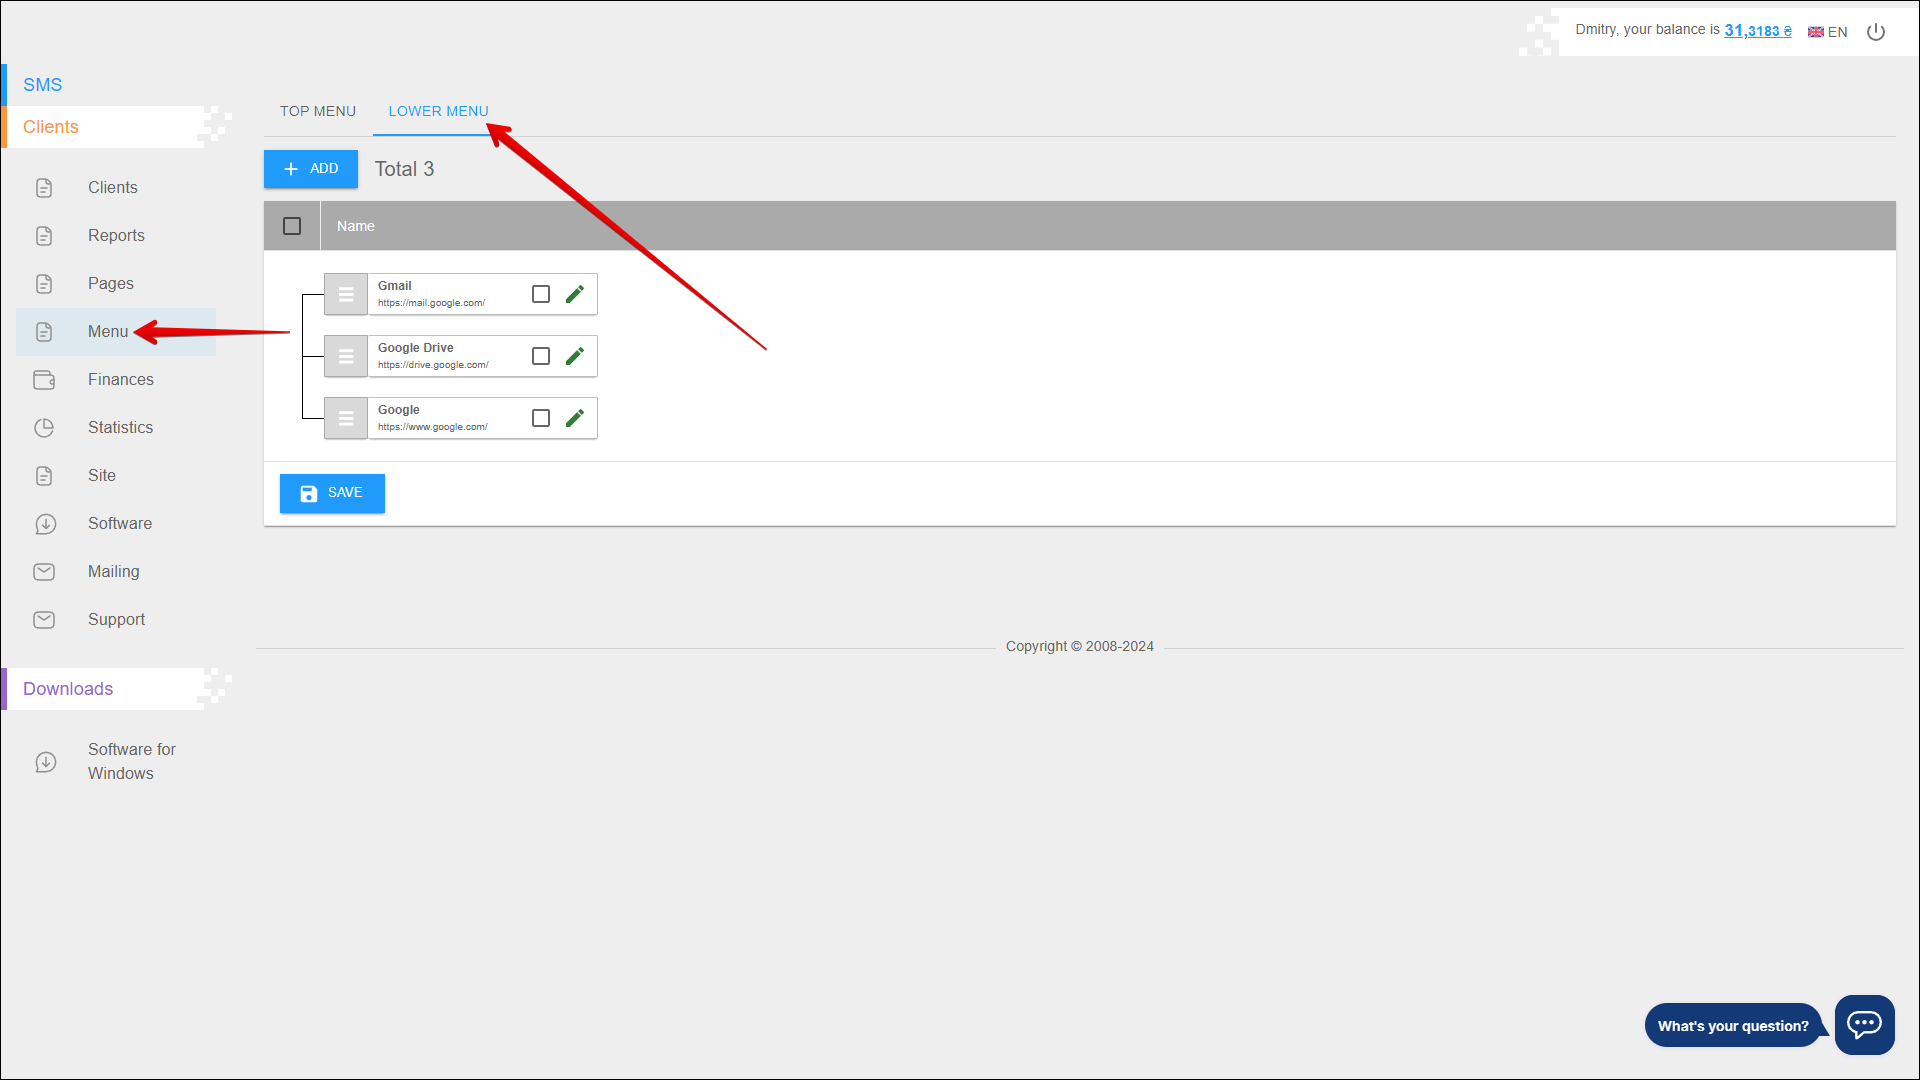 Dmitry, your balance is 31,3183 ₴
EN
SMS
Clients
Clients
Reports
Pages
Menu
Finances
Statistics
Site
Software
Mailing
Support
Downloads
Software for
Windows
TOP MENU
LOWER MENU
ADD
Total 3
Name
Gmail
https://mail.google.com/
Google Drive
https://drive.google.com/
Google
https://www.google.com/
SAVE
Copyright © 2008-2024
What's your question?